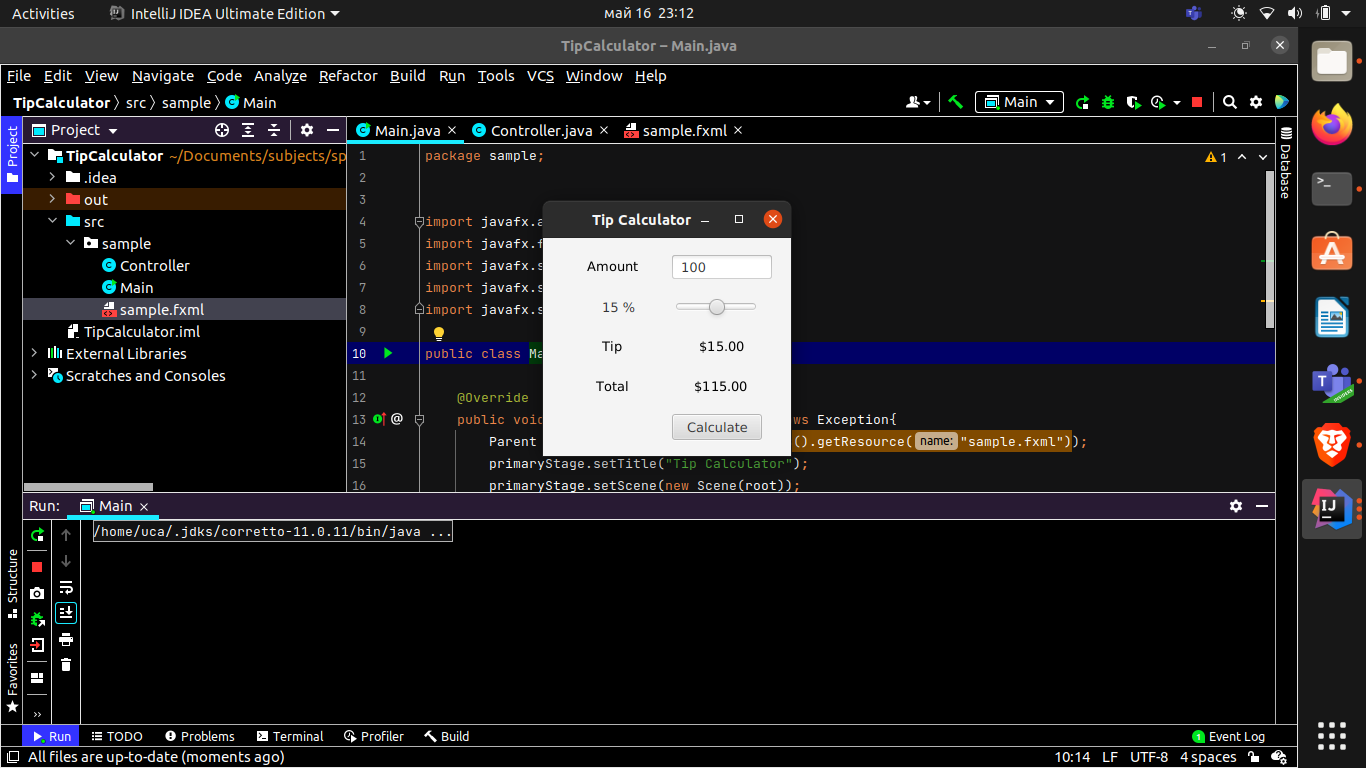 Activities IntelliJ IDEA Ultimate Edition май 16 23:12
TipCalculator – Main.java
File Edit View Navigate Code Analyze Refactor Build Run Tools VCS Window Help
TipCalculator src sample Main Main
Project
Project
Main.java Controller.java sample.fxml
Database
TipCalculator ~/Documents/subjects/sp
.idea
out
src
sample
Controller
Main
sample.fxml
TipCalculator.iml
External Libraries
Scratches and Consoles
1 package sample;
1
2
3
4 import javafx.a
5 import javafx.f
6 import javafx.s
7 import javafx.s
8 import javafx.s
9
10 public class Ma
11
12 @Override
13 @ public void ws Exception{
14 Parent ().getResource( name: "sample.fxml"));
15 primaryStage.setTitle("Tip Calculator");
16 primaryStage.setScene(new Scene(root));
Tip Calculator
Amount 100
15 %
Tip $15.00
Total $115.00
Calculate
Run: Main
/home/uca/.jdks/corretto-11.0.11/bin/java ...
Structure
Favorites
Run TODO Problems Terminal Profiler Build 1 Event Log
All files are up-to-date (moments ago) 10:14 LF UTF-8 4 spaces
INSIDERS
IJ